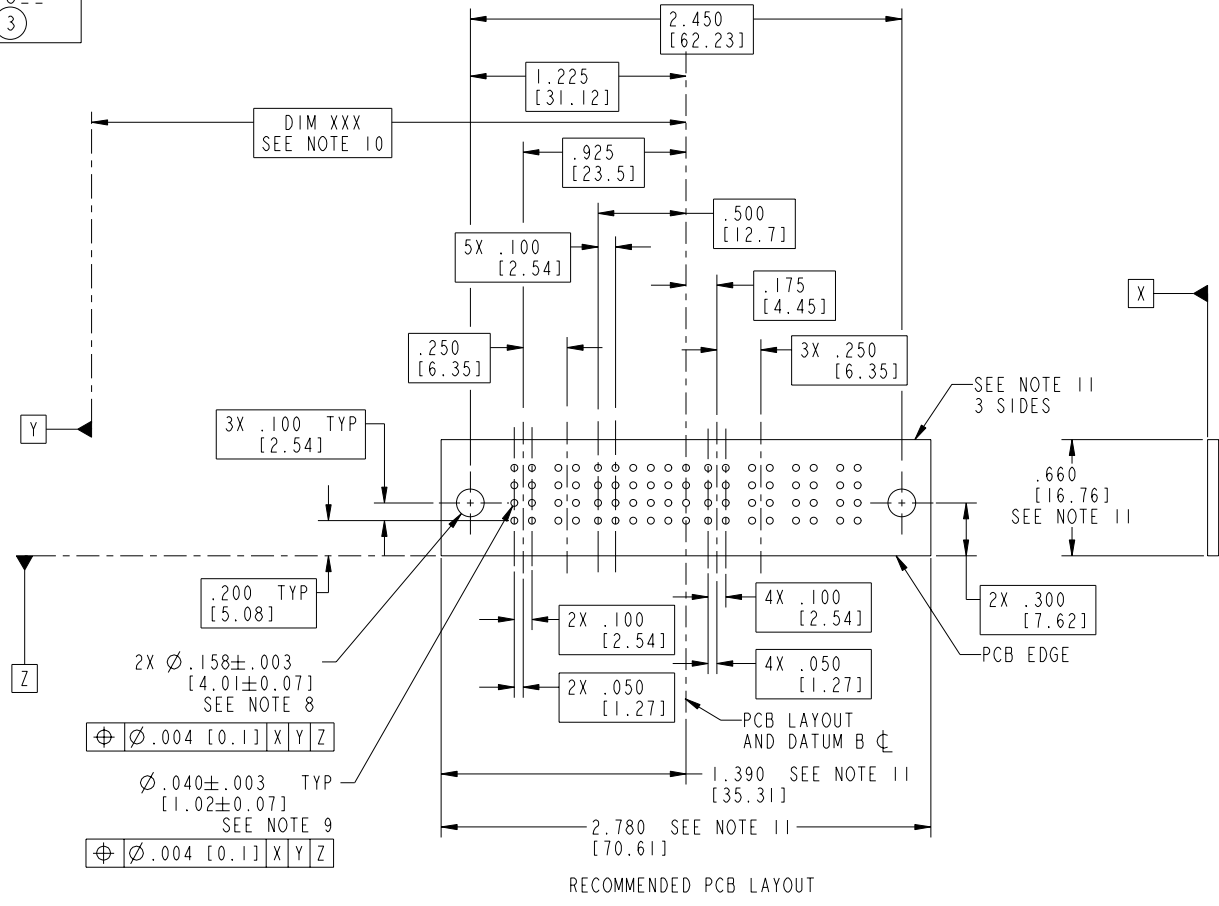 3
2.450
[62.23]
1.225
[31.12]
DIM XXX
SEE NOTE 10
.925
[23.5]
.500
[12.7]
5X .100
[2.54]
.175
[4.45]
X
.250
[6.35]
3X .250
[6.35]
SEE NOTE 11
3 SIDES
3X .100 TYP
[2.54]
Y
.660
[16.76]
SEE NOTE 11
.200 TYP
[5.08]
2X .100
[2.54]
4X .100
[2.54]
2X .300
[7.62]
Z
2X Ø.158±.003
[4.01±0.07]
SEE NOTE 8
4X .050
[1.27]
PCB EDGE
2X .050
[1.27]
⌖ Ø.004 [0.1] X Y Z
PCB LAYOUT
AND DATUM B ℄
Ø.040±.003 TYP
[1.02±0.07]
SEE NOTE 9
1.390 SEE NOTE 11
[35.31]
⌖ Ø.004 [0.1] X Y Z
2.780 SEE NOTE 11
[70.61]
RECOMMENDED PCB LAYOUT